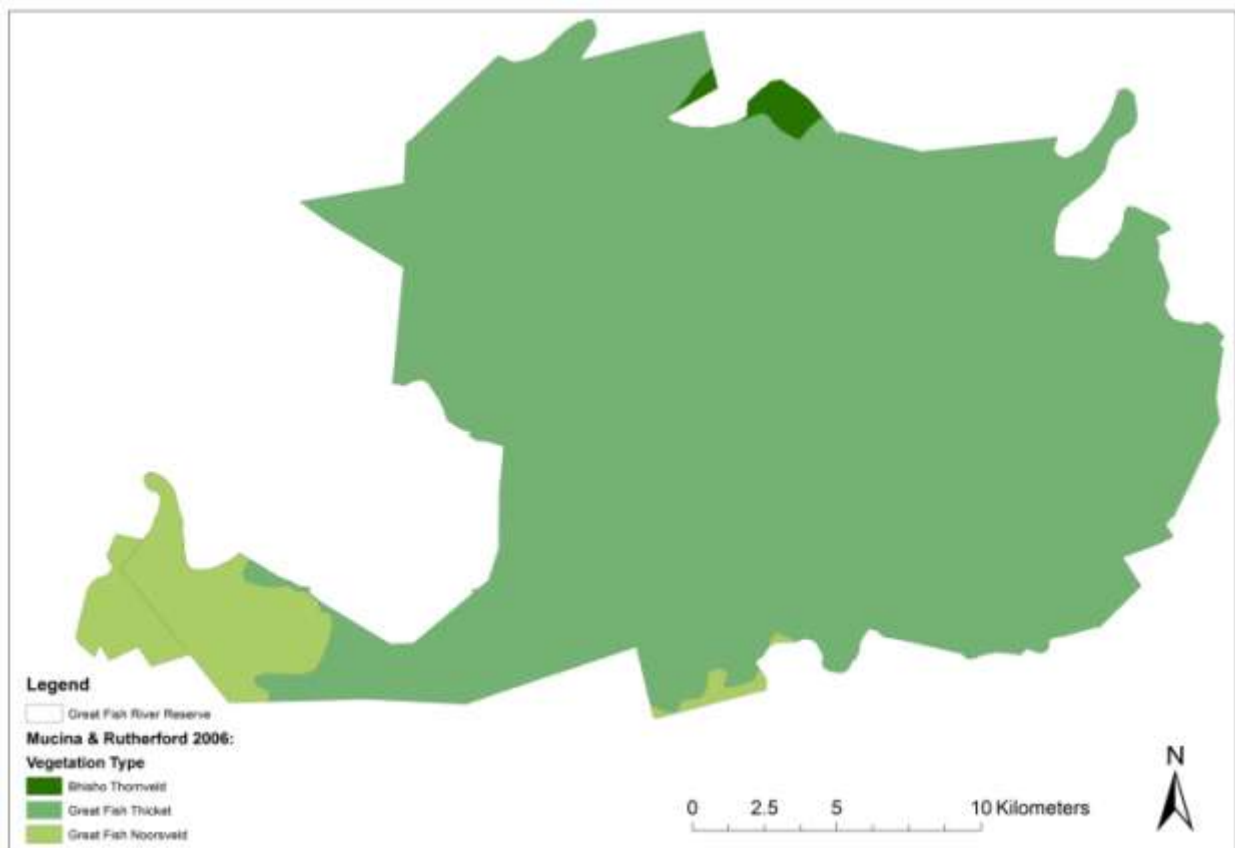 Legend
Great Fish River Reserve
Mucina & Rutherford 2006:
Vegetation Type
Bhisho Thornveld
Great Fish Thicket
Great Fish Noorsveld
0 2.5 5 10 Kilometers
N